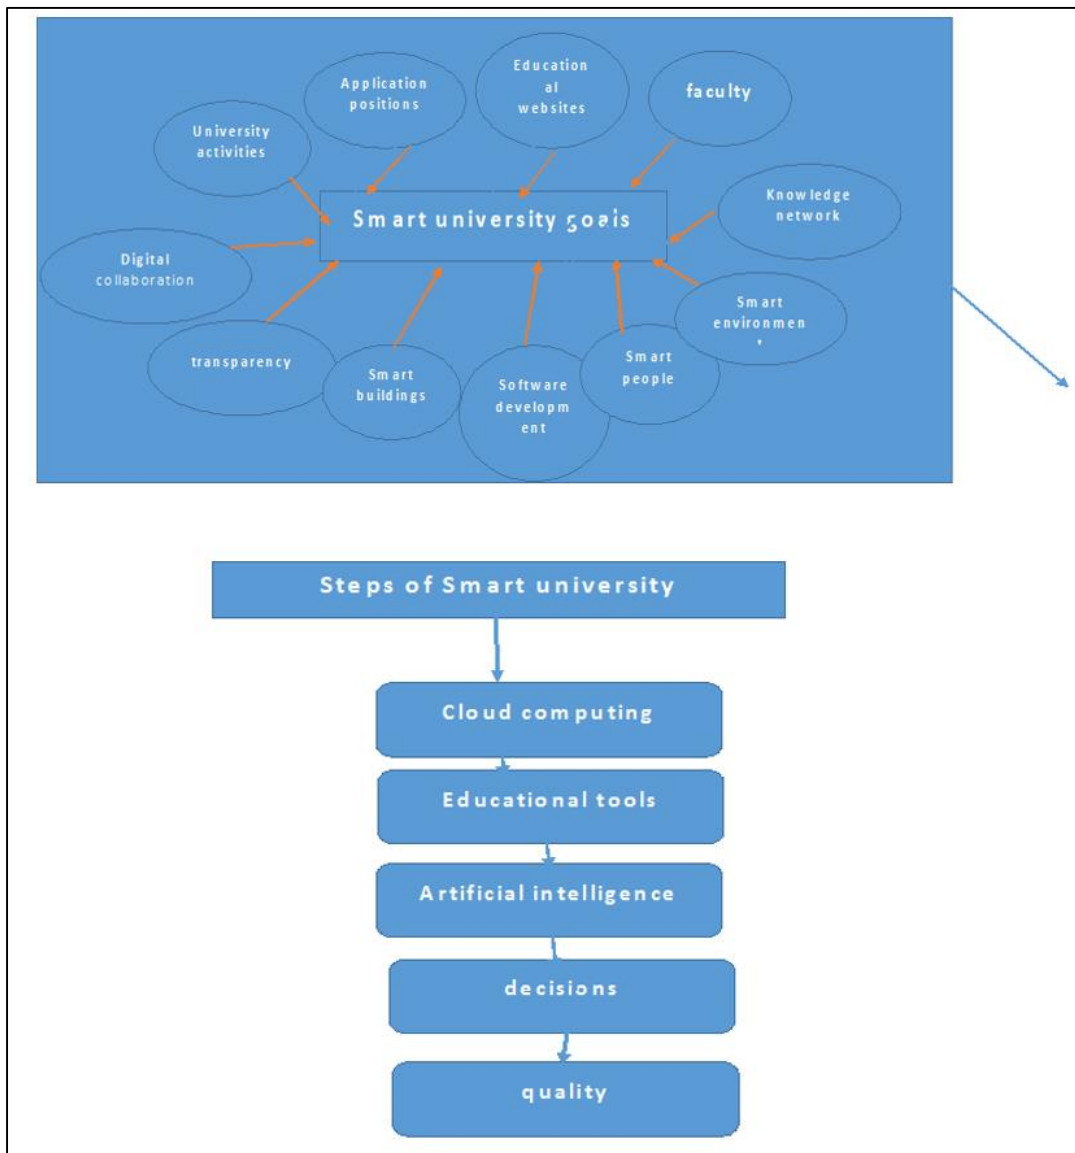 Application
positions
Education
al
websites
faculty
University
activities
Knowledge
network
Smart university goals
Digital
collaboration
Smart
environmen
transparency
Smart
buildings
Software
developm
ent
Smart
people
Steps of Smart university
Cloud computing
Educational tools
Artificial intelligence
decisions
quality